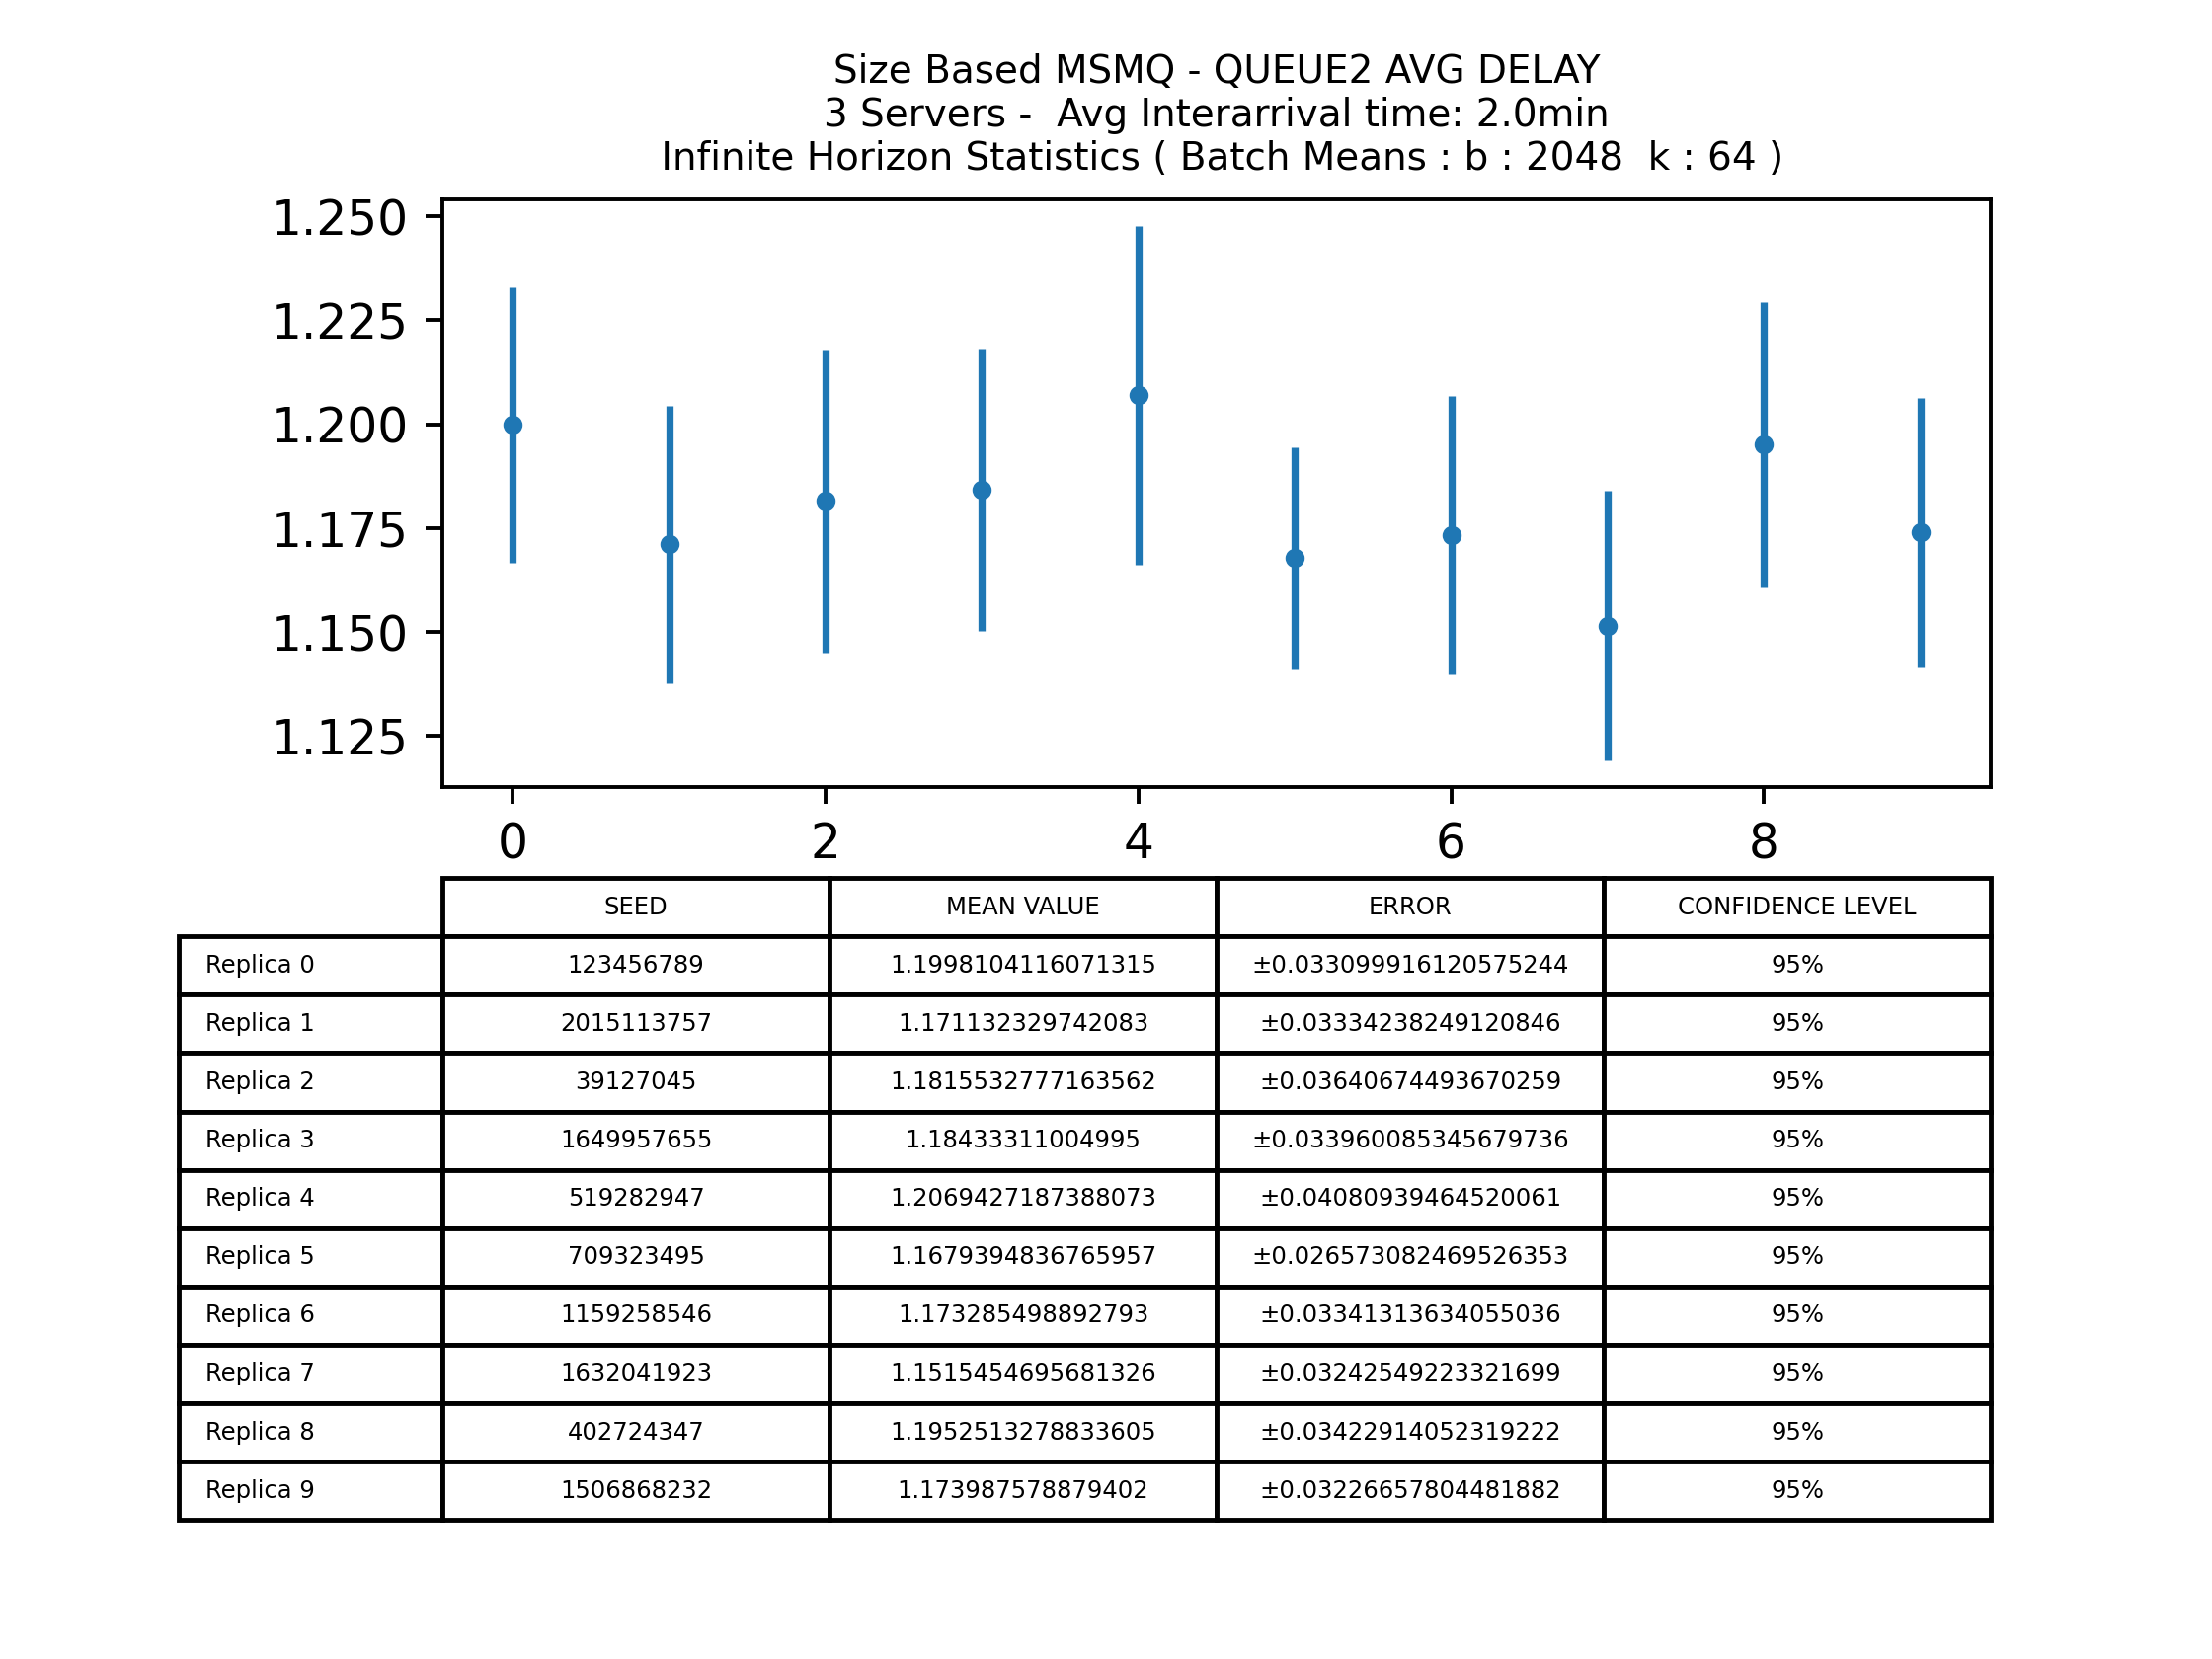 Size Based MSMQ - QUEUE2 AVG DELAY
3 Servers -  Avg Interarrival time: 2.0min
Infinite Horizon Statistics ( Batch Means : b : 2048  k : 64 )
1.250
1.225
1.200
1.175
1.150
1.125
0 2 4 6 8
SEED MEAN VALUE ERROR CONFIDENCE LEVEL
Replica 0 123456789 1.1998104116071315 ±0.033099916120575244 95%
Replica 1 2015113757 1.171132329742083 ±0.03334238249120846 95%
Replica 2 39127045 1.1815532777163562 ±0.03640674493670259 95%
Replica 3 1649957655 1.18433311004995 ±0.033960085345679736 95%
Replica 4 519282947 1.2069427187388073 ±0.04080939464520061 95%
Replica 5 709323495 1.1679394836765957 ±0.026573082469526353 95%
Replica 6 1159258546 1.173285498892793 ±0.03341313634055036 95%
Replica 7 1632041923 1.1515454695681326 ±0.03242549223321699 95%
Replica 8 402724347 1.1952513278833605 ±0.03422914052319222 95%
Replica 9 1506868232 1.173987578879402 ±0.03226657804481882 95%